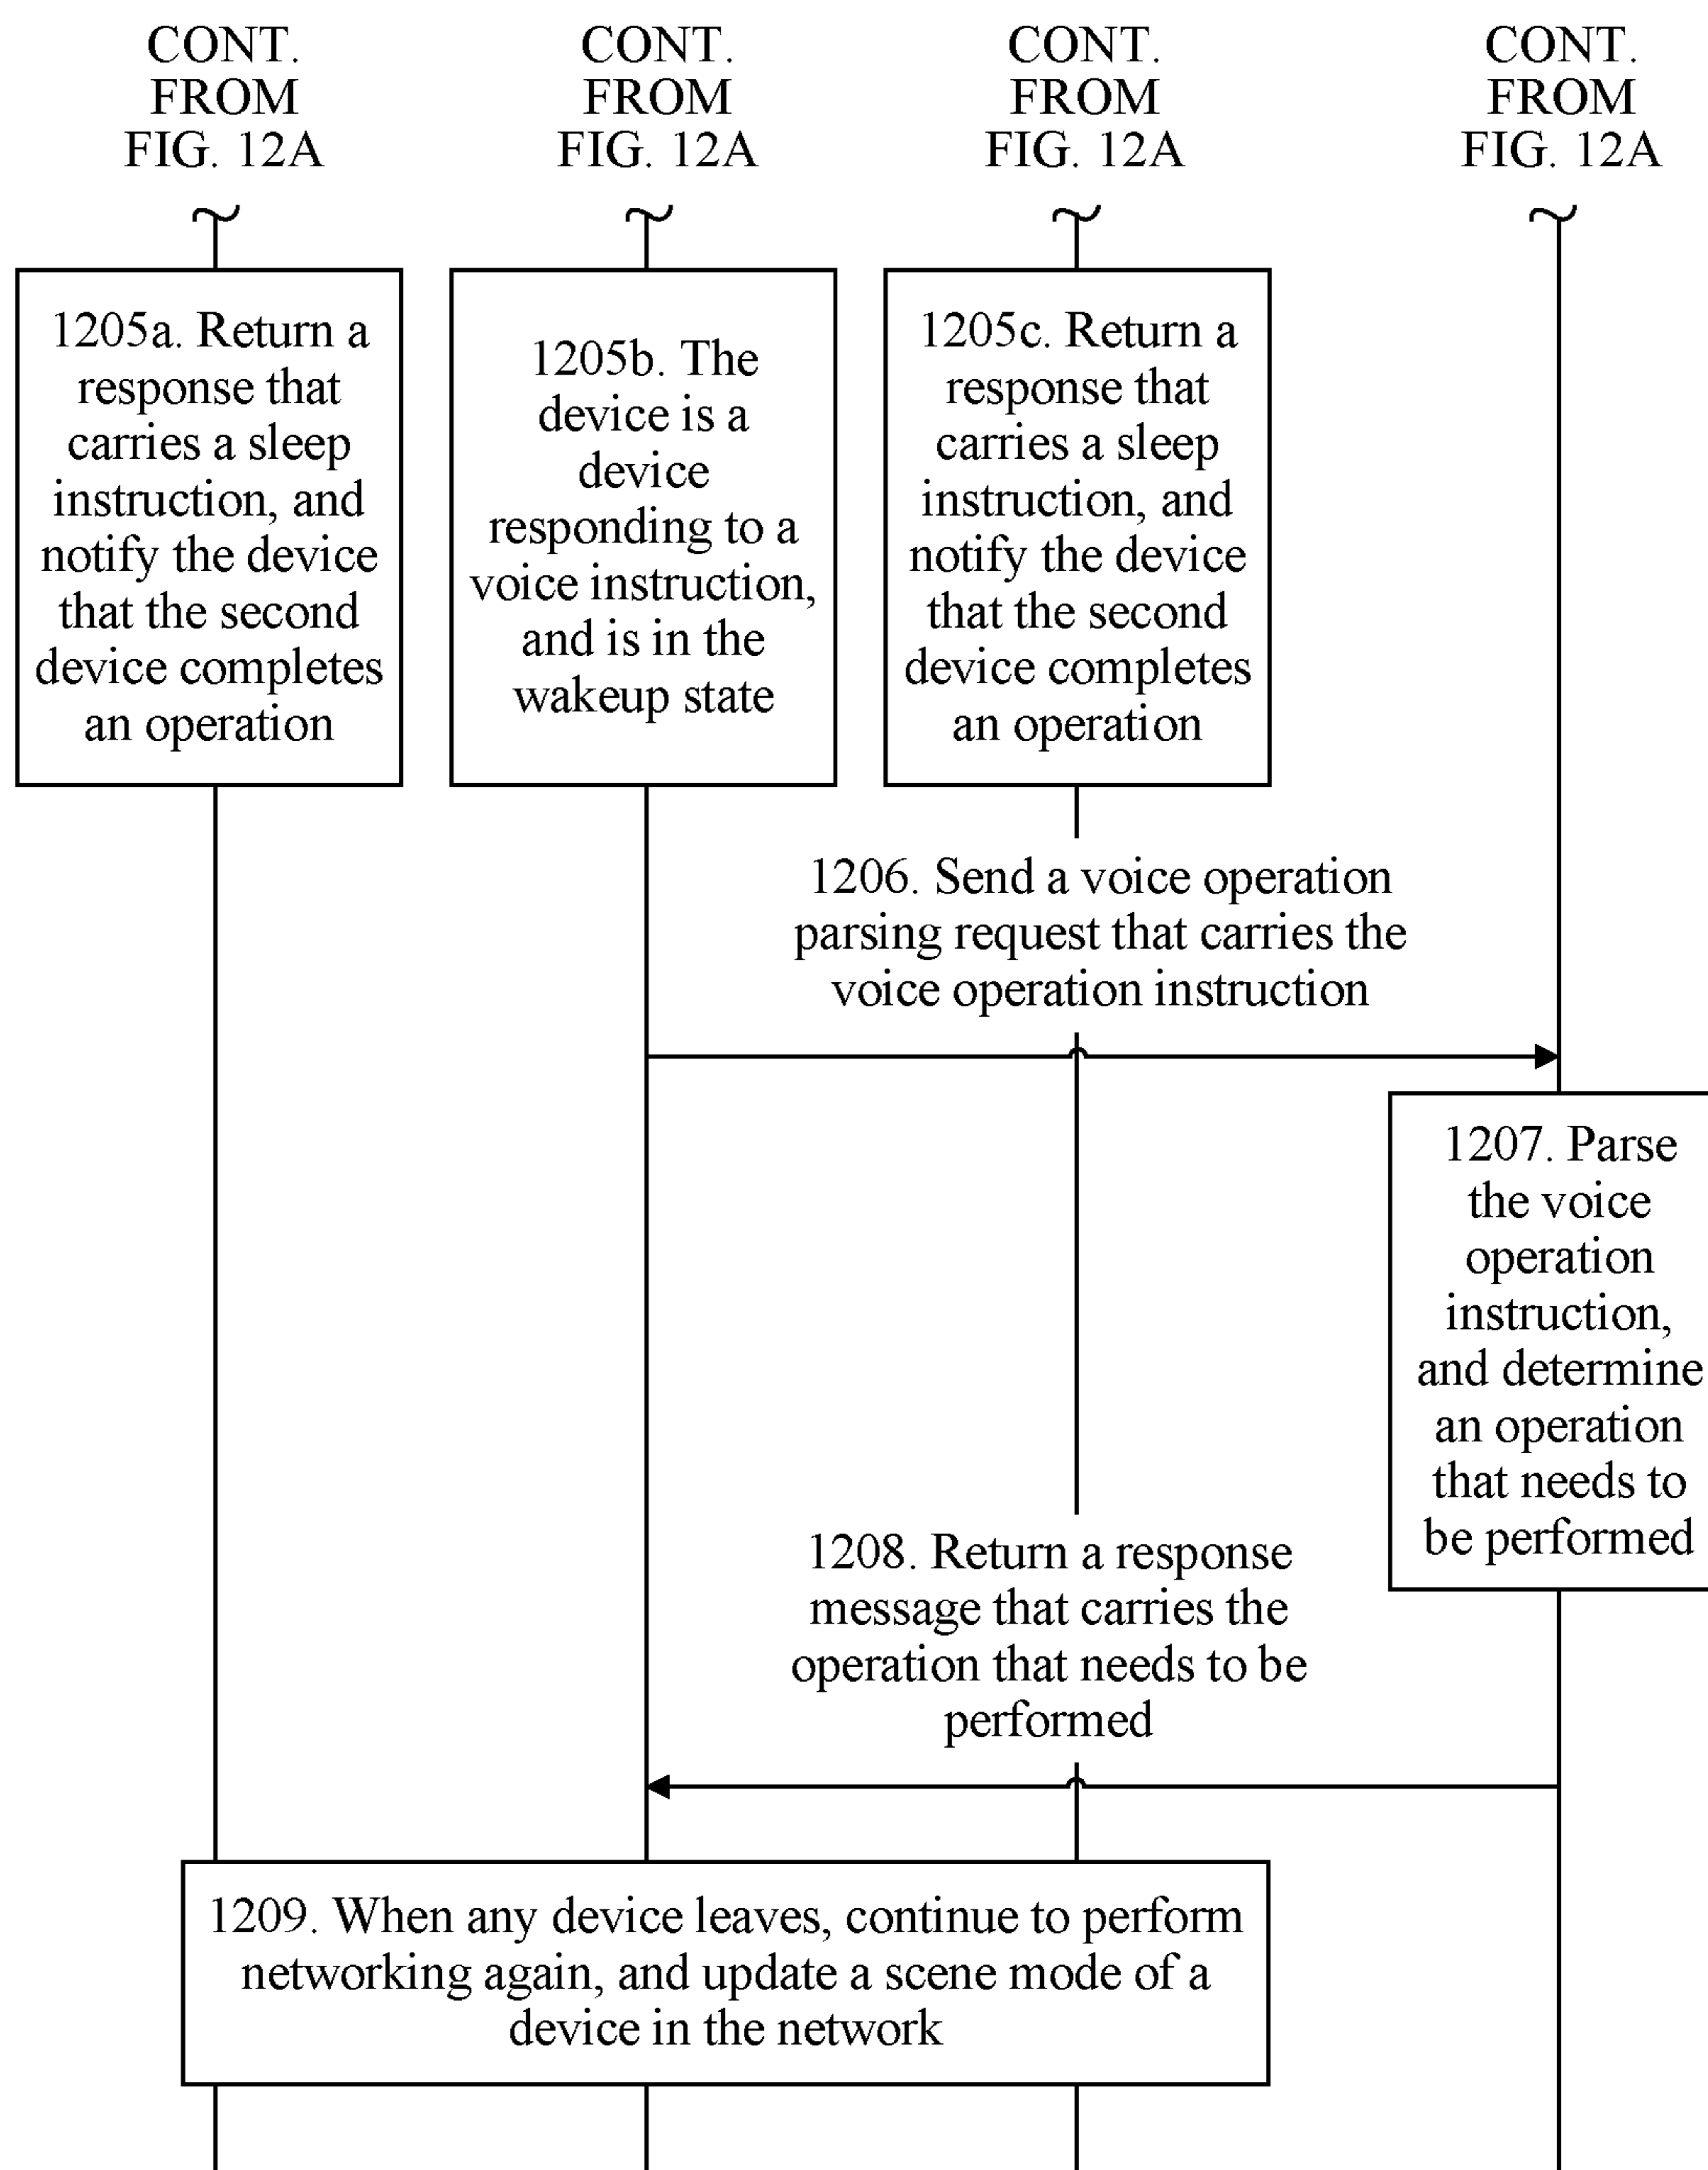 CONT.
FROM
FIG. 12A
CONT.
FROM
FIG. 12A
CONT.
FROM
FIG. 12A
CONT.
FROM
FIG. 12A
1205a. Return a
response that
carries a sleep
instruction, and
notify the device
that the second
device completes
an operation
1205b. The
device is a
device
responding to a
voice instruction,
and is in the
wakeup state
1205c. Return a
response that
carries a sleep
instruction, and
notify the device
that the second
device completes
an operation
1206. Send a voice operation
parsing request that carries the
voice operation instruction
1207. Parse
the voice
operation
instruction,
and determine
an operation
that needs to
be performed
1208. Return a response
message that carries the
operation that needs to be
performed
1209. When any device leaves, continue to perform
networking again, and update a scene mode of a
device in the network